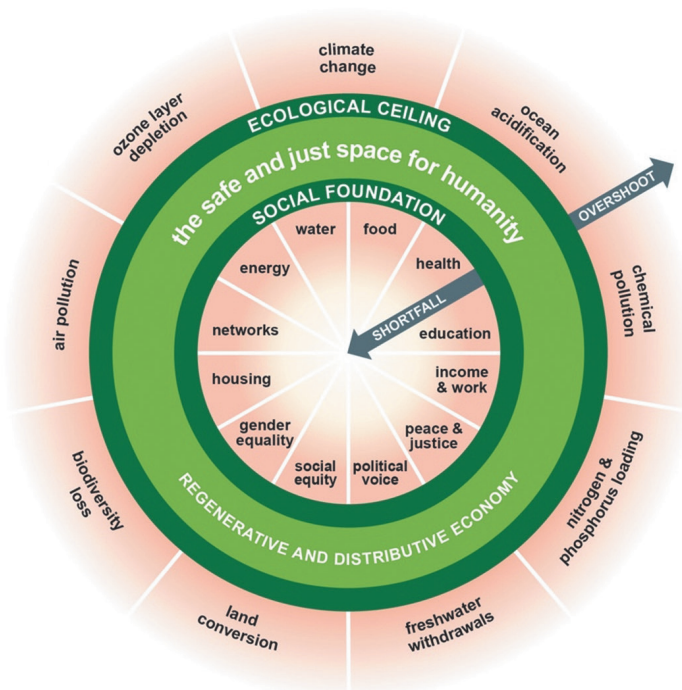 climate
change
ozone layer
depletion
ocean
acidification
ECOLOGICAL CEILING
the safe and just space for humanity
SOCIAL FOUNDATION
OVERSHOOT
water
food
energy
health
SHORTFALL
networks
education
housing
income
& work
gender
equality
peace &
justice
social
equity
political
voice
air pollution
chemical
pollution
REGENERATIVE AND DISTRIBUTIVE ECONOMY
biodiversity
loss
nitrogen &
phosphorus loading
land
conversion
freshwater
withdrawals